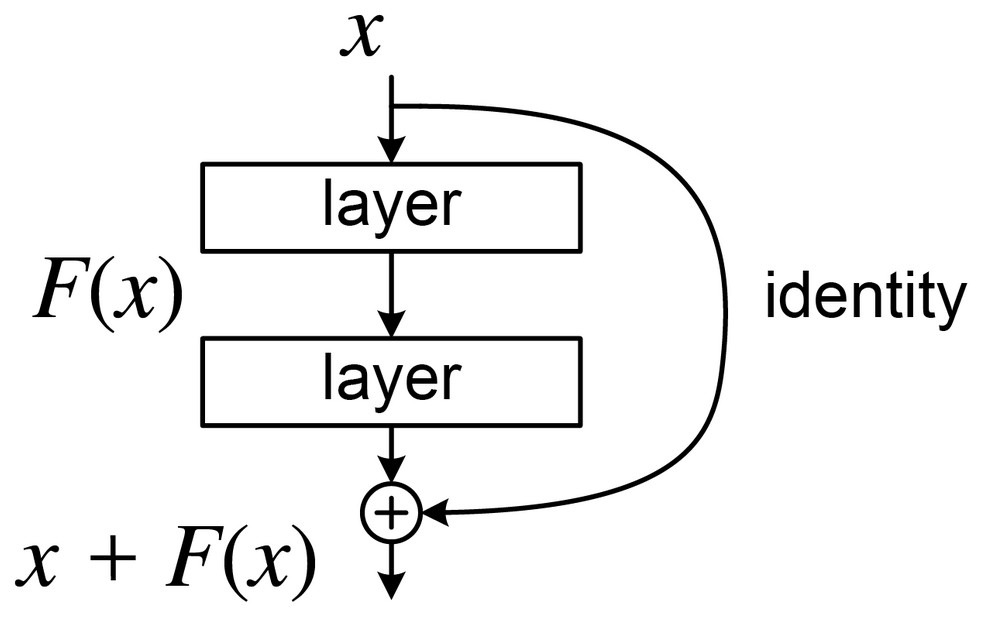 x
layer
F(x)
identity
layer
+
x + F(x)